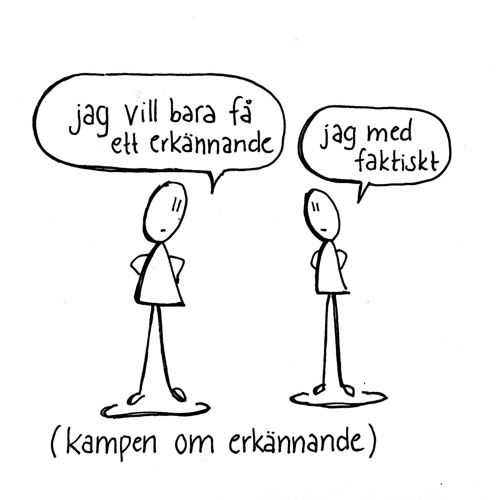 jag vill bara få
ett erkännande
jag med
faktiskt
(kampen om erkännande)